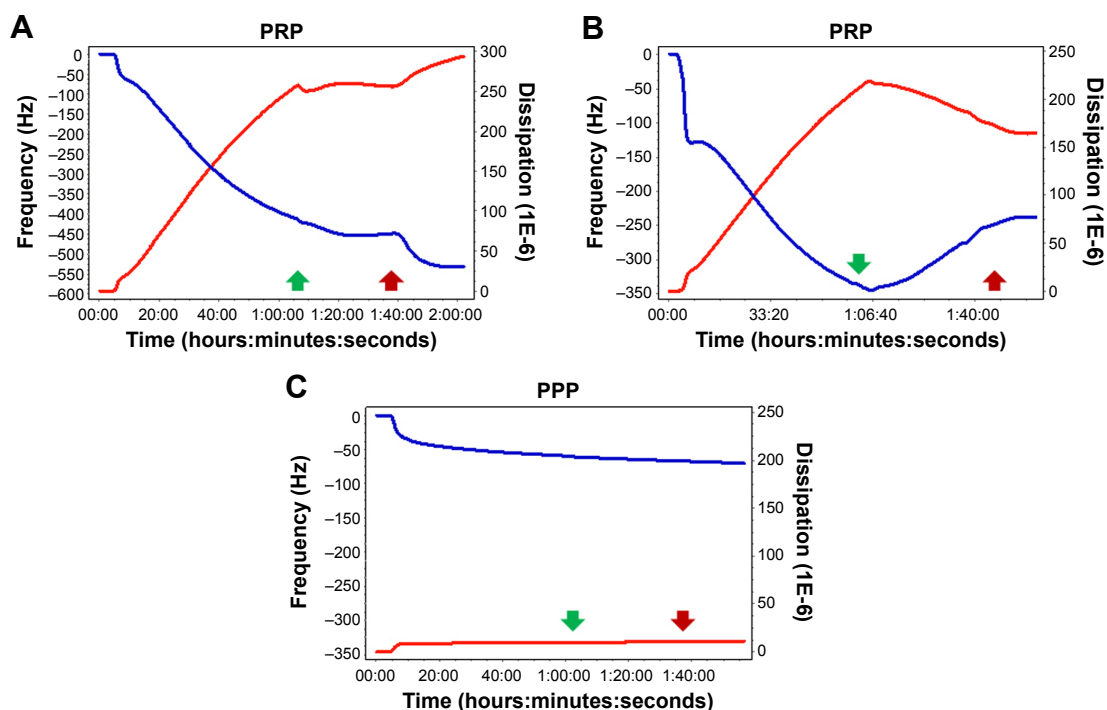 A
PRP
0
–50
–100
–150
–200
–250
–300
–350
–400
–450
–500
–550
–600
Frequency (Hz)
300
250
200
150
100
50
0
Dissipation (1E-6)
00:00 20:00 40:00 1:00:00 1:20:00 1:40:00 2:00:00
Time (hours:minutes:seconds)
B
PRP
0
–50
–100
–150
–200
–250
–300
–350
Frequency (Hz)
250
200
150
100
50
0
Dissipation (1E-6)
00:00 33:20 1:06:40 1:40:00
Time (hours:minutes:seconds)
C
PPP
0
–50
–100
–150
–200
–250
–300
–350
Frequency (Hz)
250
200
150
100
50
0
Dissipation (1E-6)
00:00 20:00 40:00 1:00:00 1:20:00 1:40:00
Time (hours:minutes:seconds)